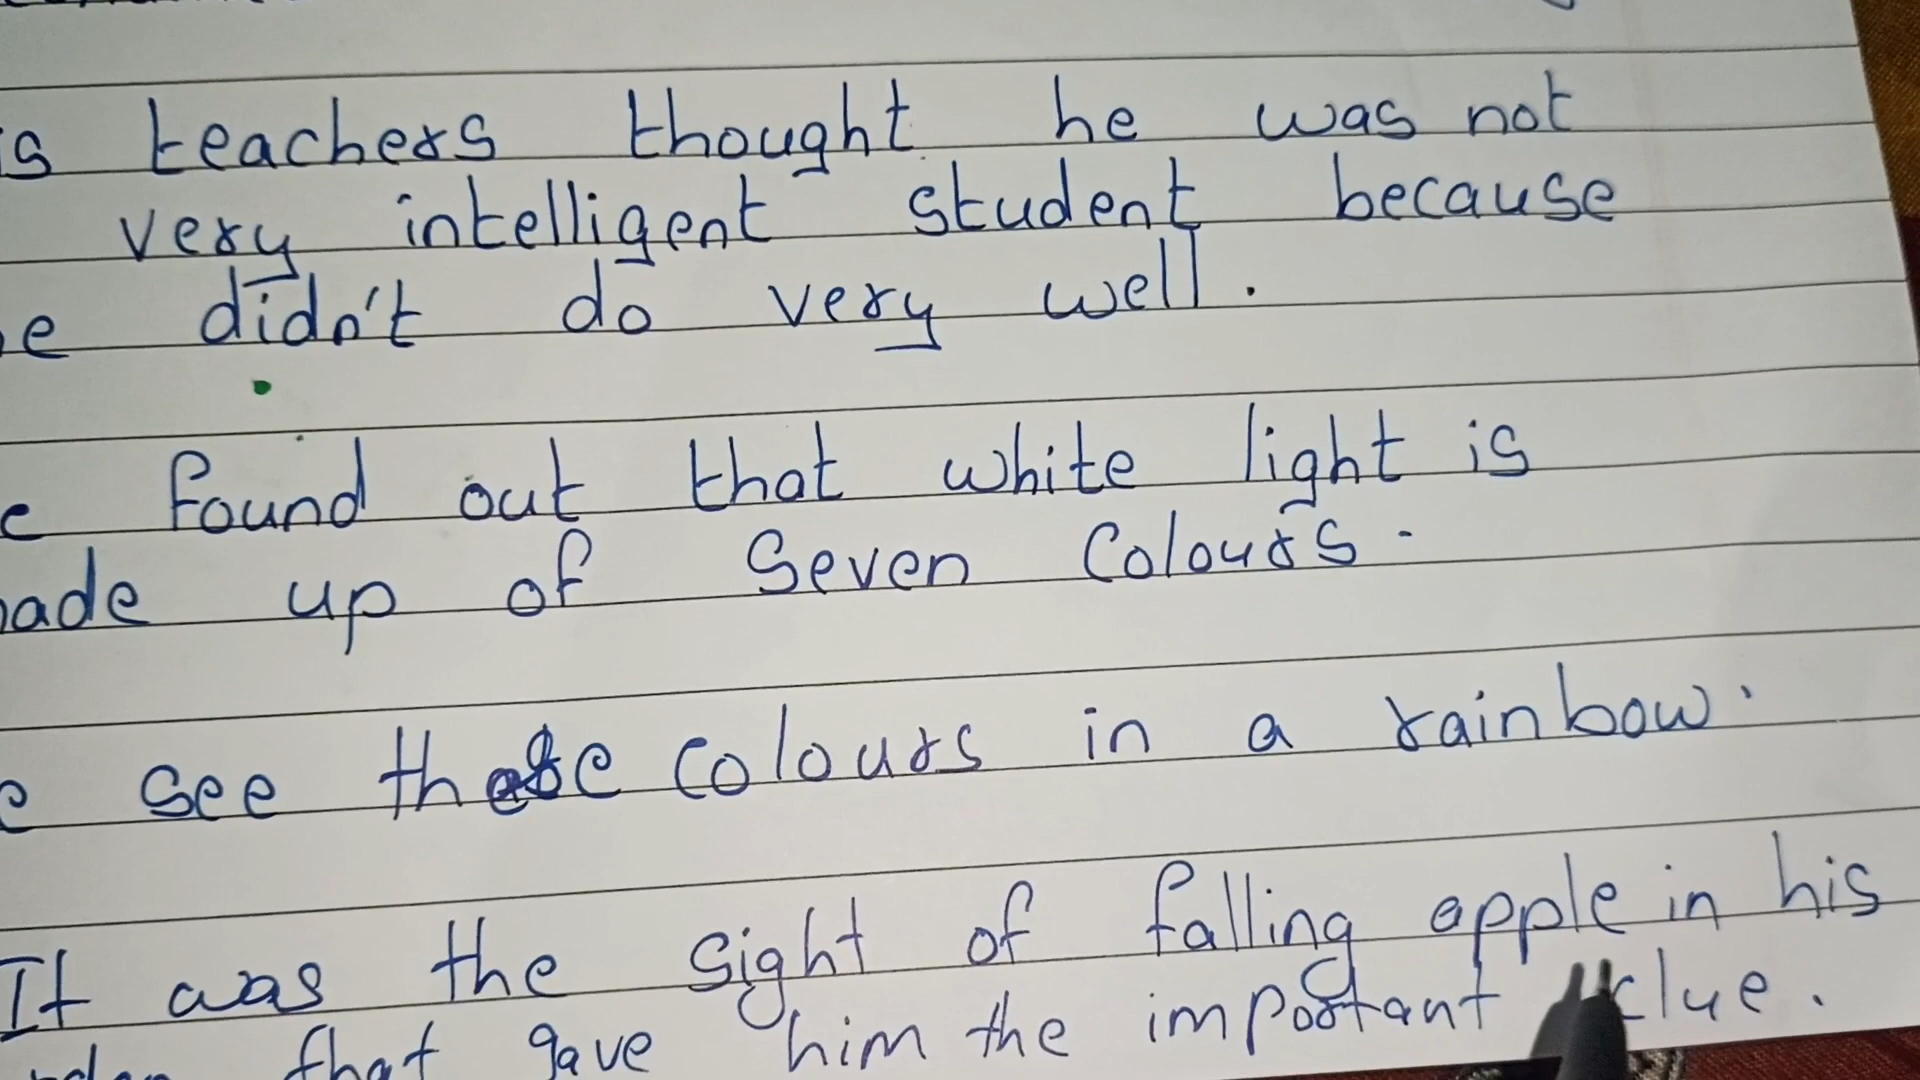 teachers thought he was not
very intelligent student because
didn't do very well.
found out that white light is
up of Seven Colours.
see these colours in a rainbow.
It was the sight of falling apple in his
that gave him the important clue.